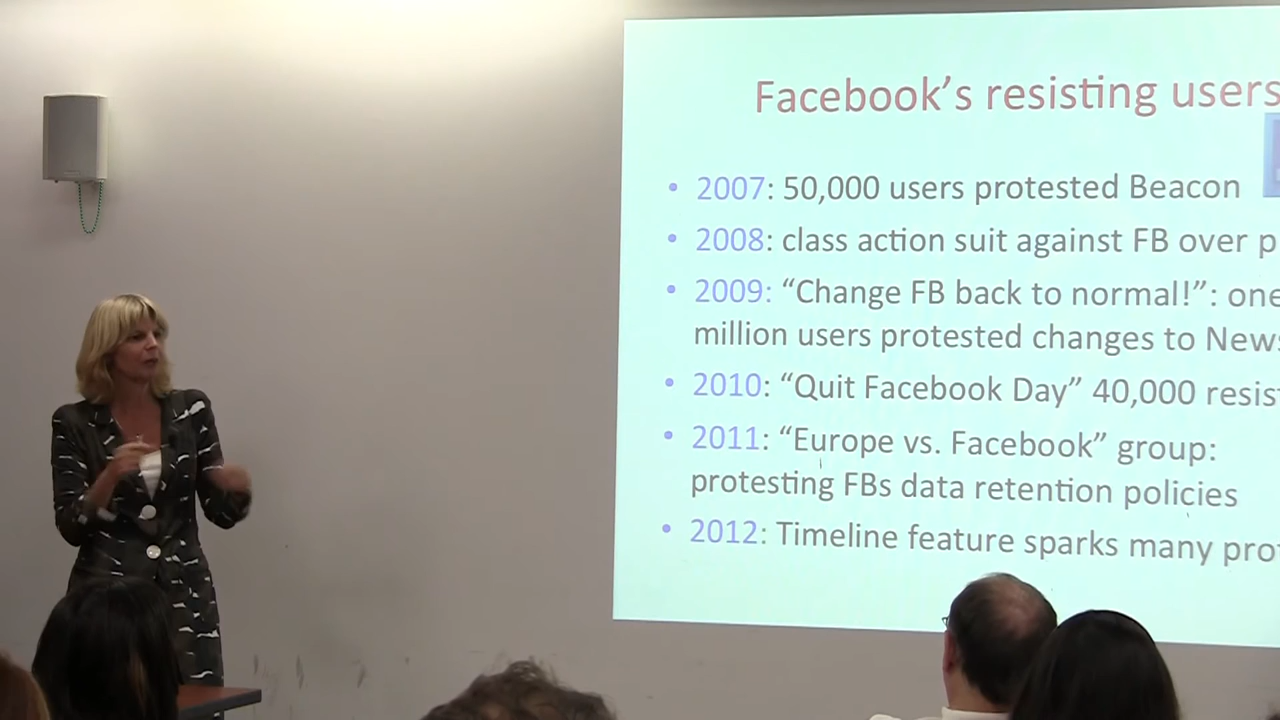 Facebook's resisting users
• 2007: 50,000 users protested Beacon
• 2008: class action suit against FB over
• 2009: “Change FB back to normal!”: one
million users protested changes to
• 2010: “Quit Facebook Day” 40,000
• 2011: “Europe vs. Facebook” group:
protesting FBs data retention policies
• 2012: Timeline feature sparks many